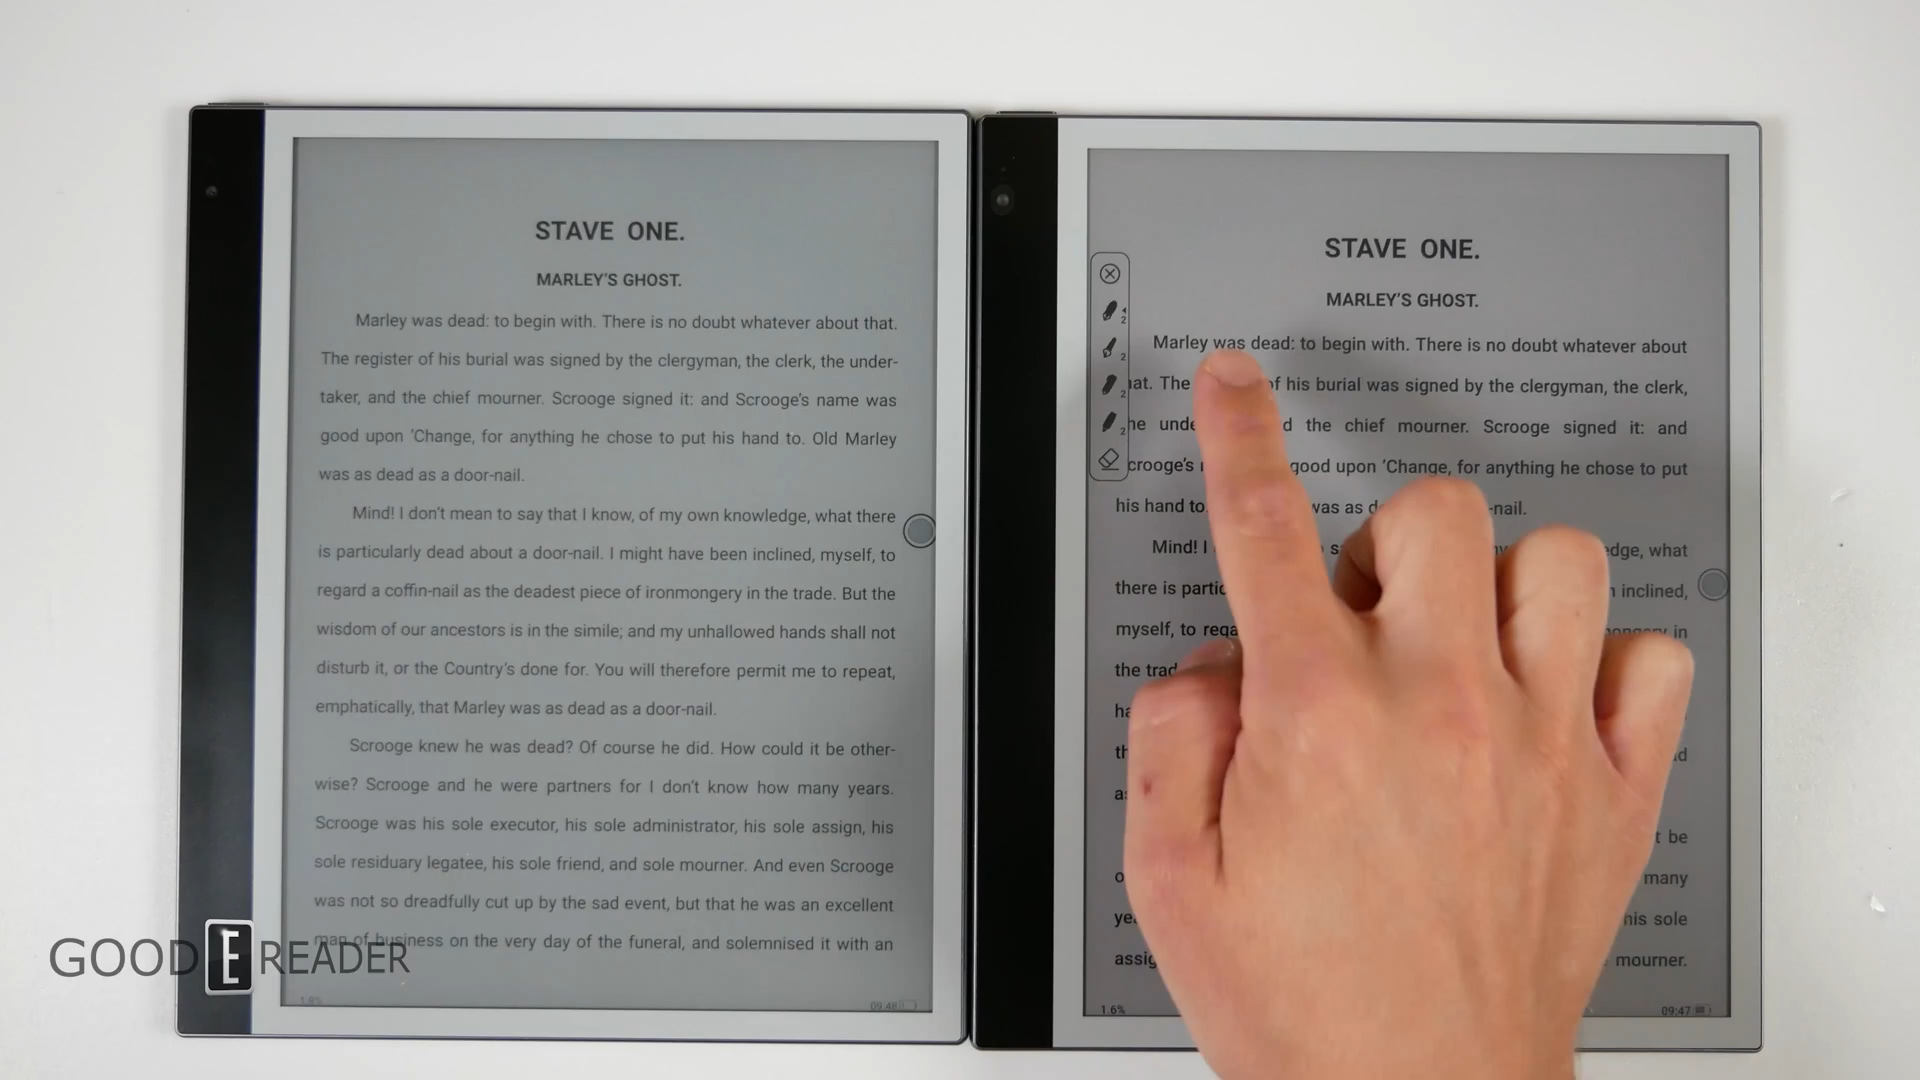 STAVE ONE.
MARLEY'S GHOST.
Marley was dead: to begin with. There is no doubt whatever about that.
The register of his burial was signed by the clergyman, the clerk, the under-
taker, and the chief mourner. Scrooge signed it: and Scrooge's name was
good upon 'Change, for anything he chose to put his hand to. Old Marley
was as dead as a door-nail.
Mind! I don't mean to say that I know, of my own knowledge, what there
is particularly dead about a door-nail. I might have been inclined, myself, to
regard a coffin-nail as the deadest piece of ironmongery in the trade. But the
wisdom of our ancestors is in the simile; and my unhallowed hands shall not
disturb it, or the Country's done for. You will therefore permit me to repeat,
emphatically, that Marley was as dead as a door-nail.
Scrooge knew he was dead? Of course he did. How could it be other-
wise? Scrooge and he were partners for I don't know how many years.
Scrooge was his sole executor, his sole administrator, his sole assign, his
sole residuary legatee, his sole friend, and sole mourner. And even Scrooge
was not so dreadfully cut up by the sad event, but that he was an excellent
man of business on the very day of the funeral, and solemnised it with an
09:48
GOOD E READER
STAVE ONE.
MARLEY'S GHOST.
Marley was dead: to begin with. There is no doubt whatever about
The of his burial was signed by the clergyman, the clerk,
the chief mourner. Scrooge signed it: and
good upon 'Change, for anything he chose to put
his hand to. was as -nail.
Mind! I what
there is inclined,
myself, to in
the
be
many
his sole
mourner.
1.6%
09:47
2
2
2
2